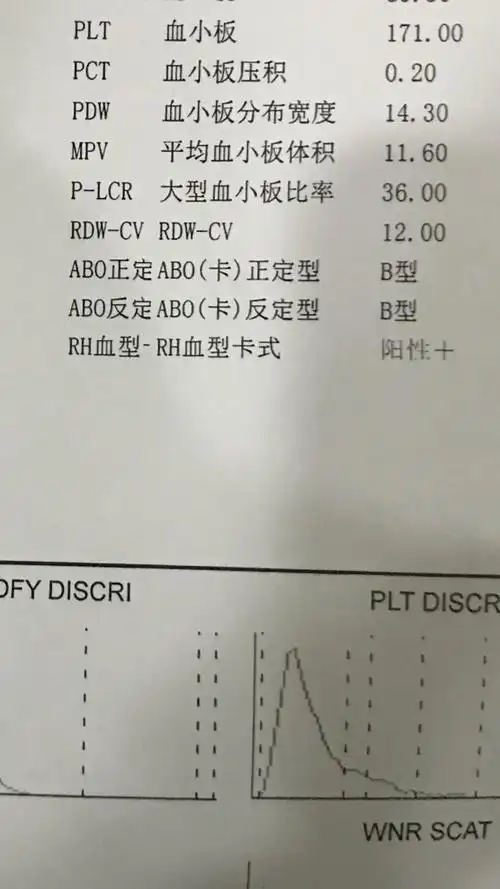 PLT 血小板 171.00
PCT 血小板压积 0.20
PDW 血小板分布宽度 14.30
MPV 平均血小板体积 11.60
P-LCR 大型血小板比率 36.00
RDW-CV RDW-CV 12.00
ABO正定 ABO(卡)正定型 B型
ABO反定 ABO(卡)反定型 B型
RH血型- RH血型卡式 阳性+
DFY DISCRI PLT DISCR
WNR SCAT